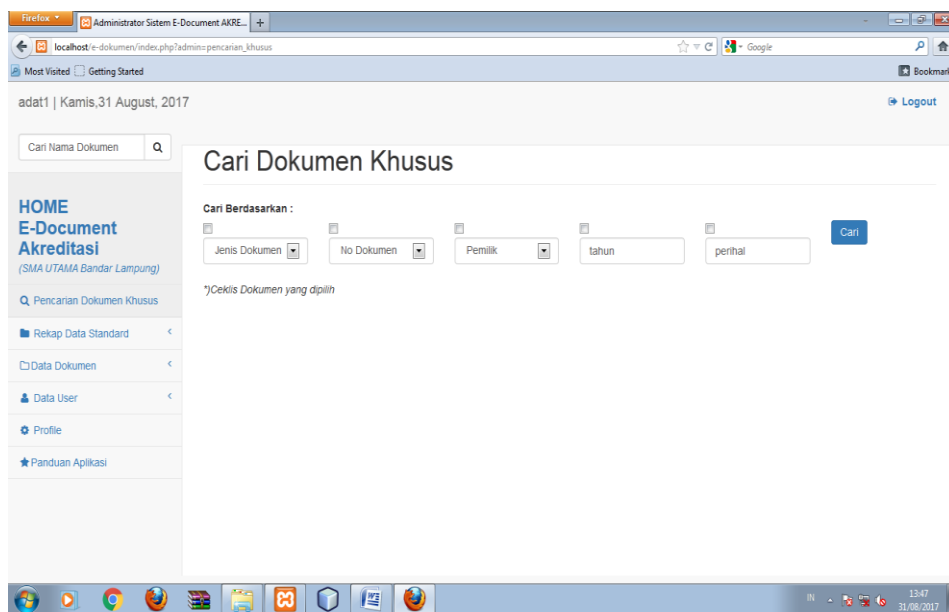 Firefox
Administrator Sistem E-Document AKRE...
localhost/e-dokumen/index.php?admin=pencarian_khusus
Google
Most Visited
Getting Started
Bookmar
adat1 | Kamis,31 August, 2017
Logout
Cari Nama Dokumen
Cari Dokumen Khusus
HOME
E-Document
Akreditasi
(SMA UTAMA Bandar Lampung)
Cari Berdasarkan :
Jenis Dokumen
No Dokumen
Pemilik
tahun
perihal
Cari
*)Ceklis Dokumen yang dipilih
Pencarian Dokumen Khusus
Rekap Data Standard
Data Dokumen
Data User
Profile
Panduan Aplikasi
IN
13:47
31/08/2017